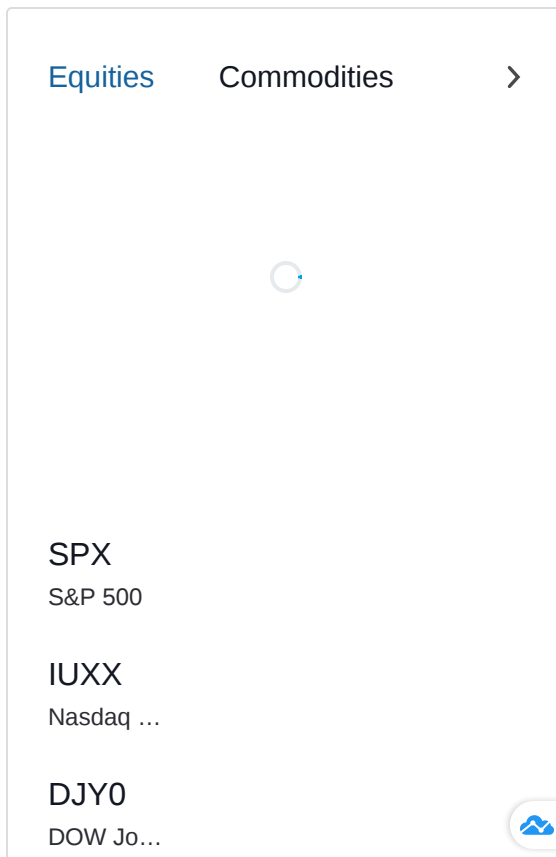 Equities Commodities
SPX
S&P 500
IUXX
Nasdaq …
DJY0
DOW Jo…